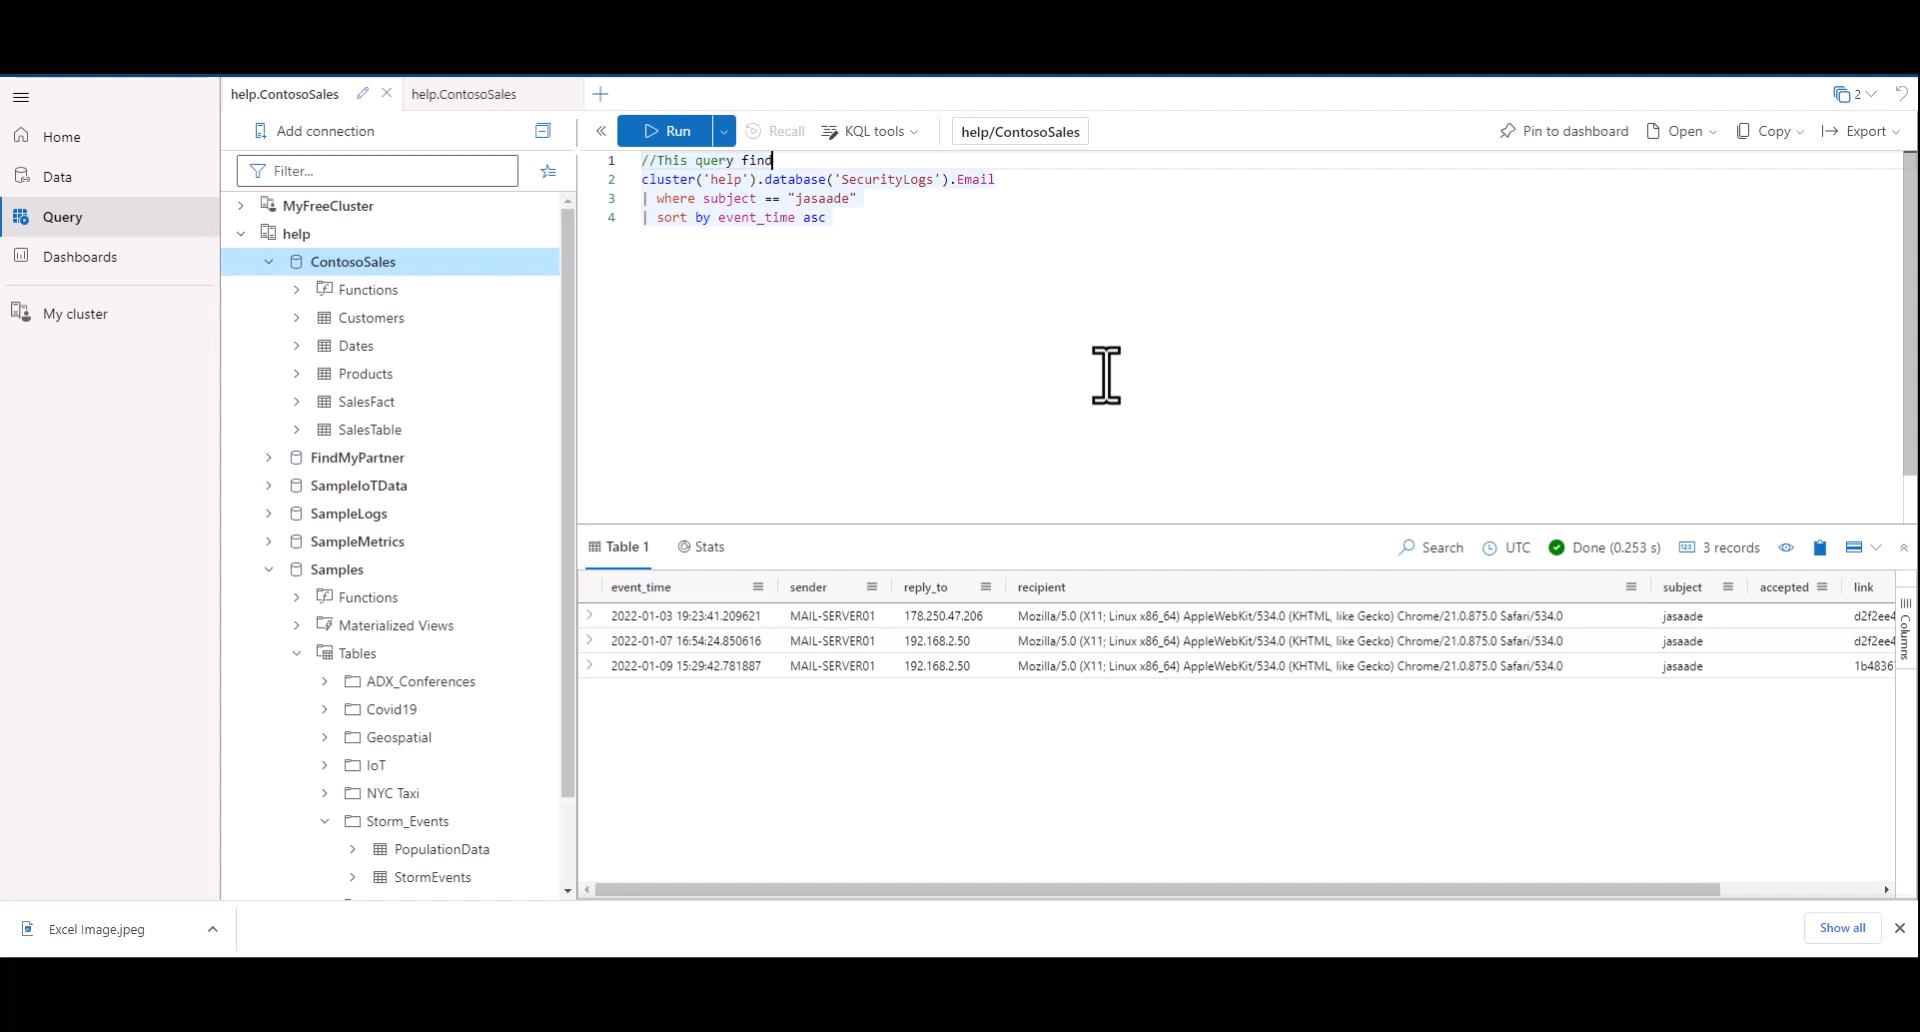 help.ContosoSales
help.ContosoSales
2
Home
Data
Query
Dashboards
My cluster
Add connection
Filter...
MyFreeCluster
help
ContosoSales
Functions
Customers
Dates
Products
SalesFact
SalesTable
FindMyPartner
SampleIoTData
SampleLogs
SampleMetrics
Samples
Functions
Materialized Views
Tables
ADX_Conferences
Covid19
Geospatial
IoT
NYC Taxi
Storm_Events
PopulationData
StormEvents
Run Recall KQL tools help/ContosoSales Pin to dashboard Open Copy Export
1 //This query find
2 cluster('help').database('SecurityLogs').Email
3 | where subject == "jasaade"
4 | sort by event_time asc
Table 1 Stats Search UTC Done (0.253 s) 3 records
event_time sender reply_to recipient subject accepted link
2022-01-03 19:23:41.209621 MAIL-SERVER01 178.250.47.206 Mozilla/5.0 (X11; Linux x86_64) AppleWebKit/534.0 (KHTML, like Gecko) Chrome/21.0.875.0 Safari/534.0 jasaade d2f2ee4
2022-01-07 16:54:24.850616 MAIL-SERVER01 192.168.2.50 Mozilla/5.0 (X11; Linux x86_64) AppleWebKit/534.0 (KHTML, like Gecko) Chrome/21.0.875.0 Safari/534.0 jasaade d2f2ee4
2022-01-09 15:29:42.781887 MAIL-SERVER01 192.168.2.50 Mozilla/5.0 (X11; Linux x86_64) AppleWebKit/534.0 (KHTML, like Gecko) Chrome/21.0.875.0 Safari/534.0 jasaade 1b4836
Columns
Excel Image.jpeg
Show all